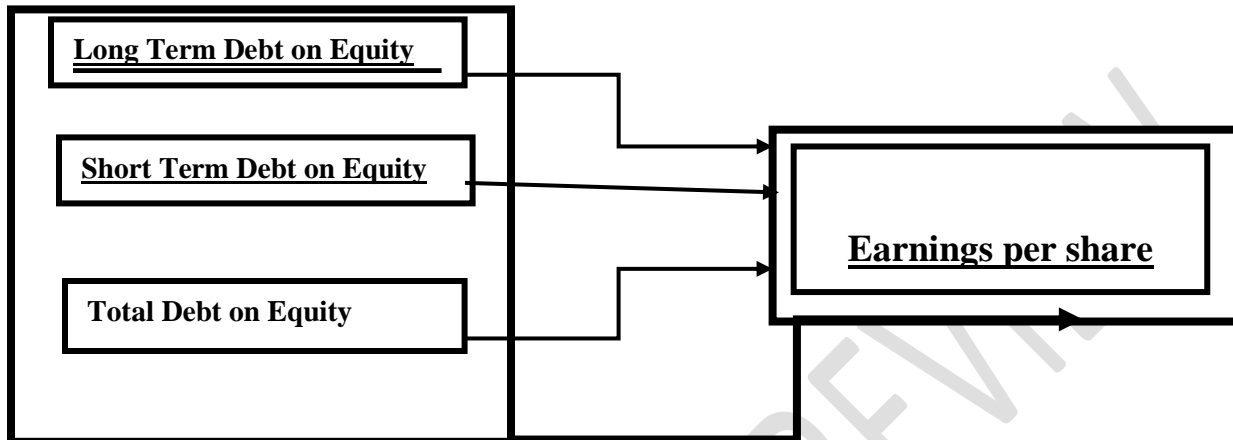 Long Term Debt on Equity
Short Term Debt on Equity
Earnings per share
Total Debt on Equity